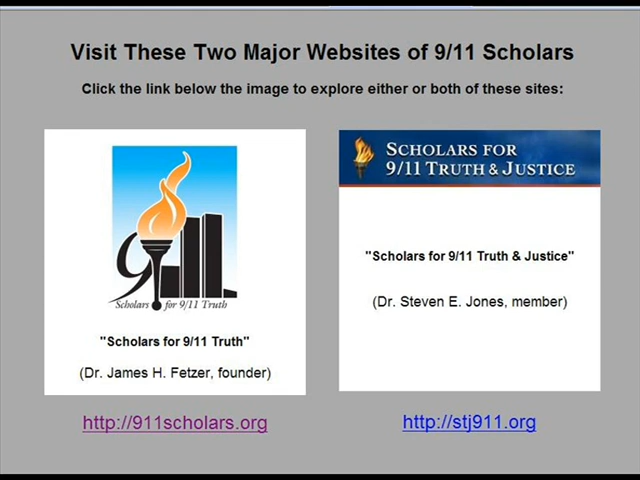 Visit These Two Major Websites of 9/11 Scholars
Click the link below the image to explore either or both of these sites:
911
Scholars for 9/11 Truth
"Scholars for 9/11 Truth"
(Dr. James H. Fetzer, founder)
http://911scholars.org
SCHOLARS FOR
9/11 TRUTH & JUSTICE
"Scholars for 9/11 Truth & Justice"
(Dr. Steven E. Jones, member)
http://stj911.org